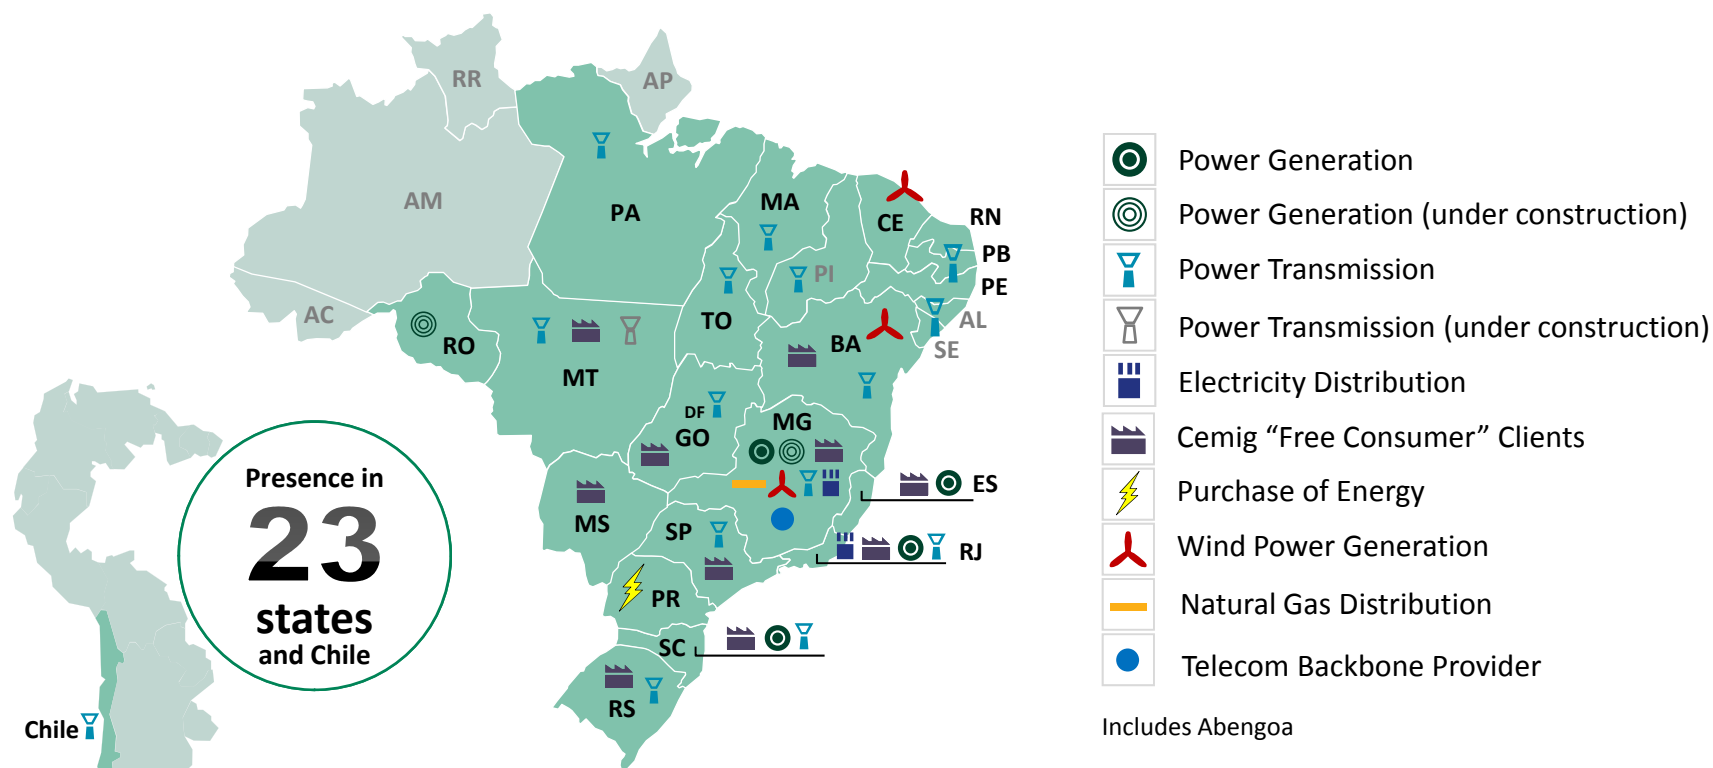 RR
AP
AM
PA
MA
CE
RN
PB
PI
PE
AC
TO
AL
RO
BA
SE
MT
DF
GO
MG
MS
SP
ES
RJ
PR
SC
RS
Presence in
23
states
and Chile
Chile
Power Generation
Power Generation (under construction)
Power Transmission
Power Transmission (under construction)
Electricity Distribution
Cemig “Free Consumer” Clients
Purchase of Energy
Wind Power Generation
Natural Gas Distribution
Telecom Backbone Provider
Includes Abengoa